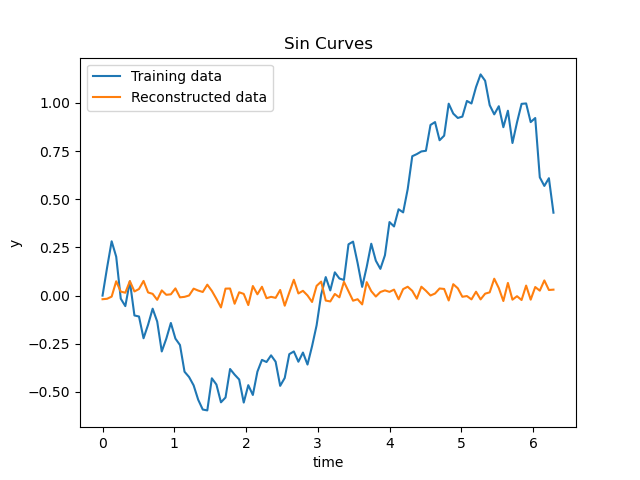 Sin Curves
Training data
Reconstructed data
1.00
0.75
0.50
0.25
0.00
−0.25
−0.50
y
0 1 2 3 4 5 6
time